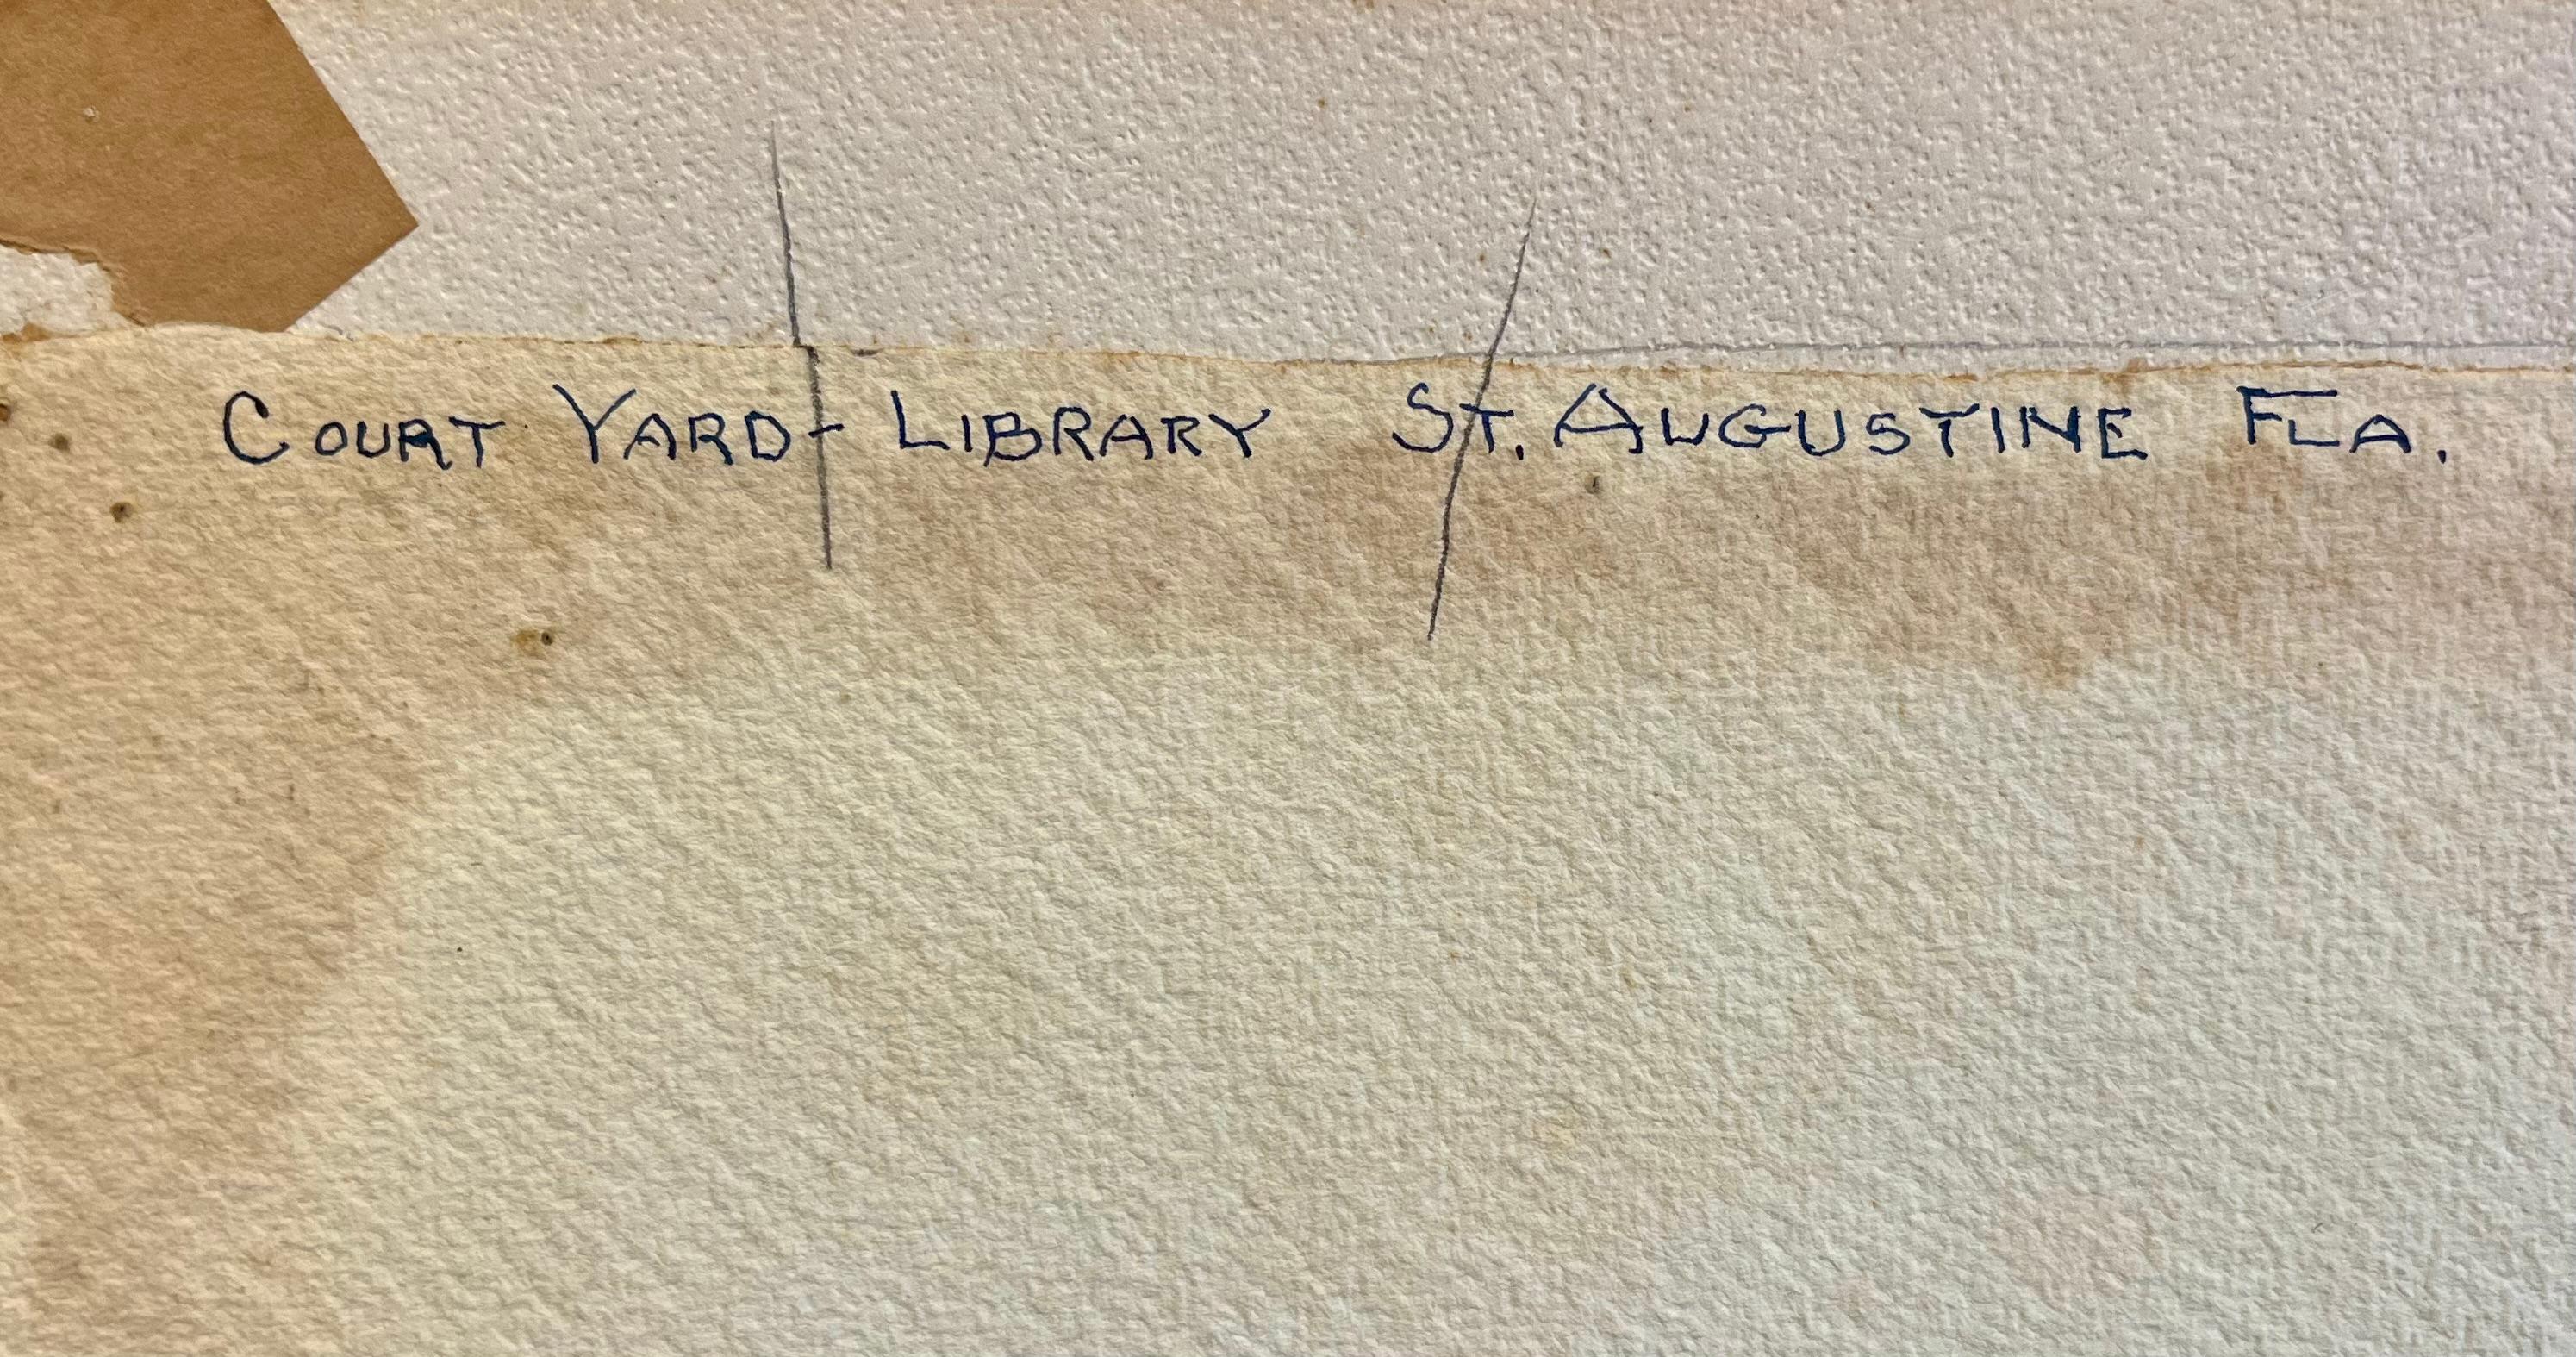 COURT YARD - LIBRARY ST. AUGUSTINE FLA.